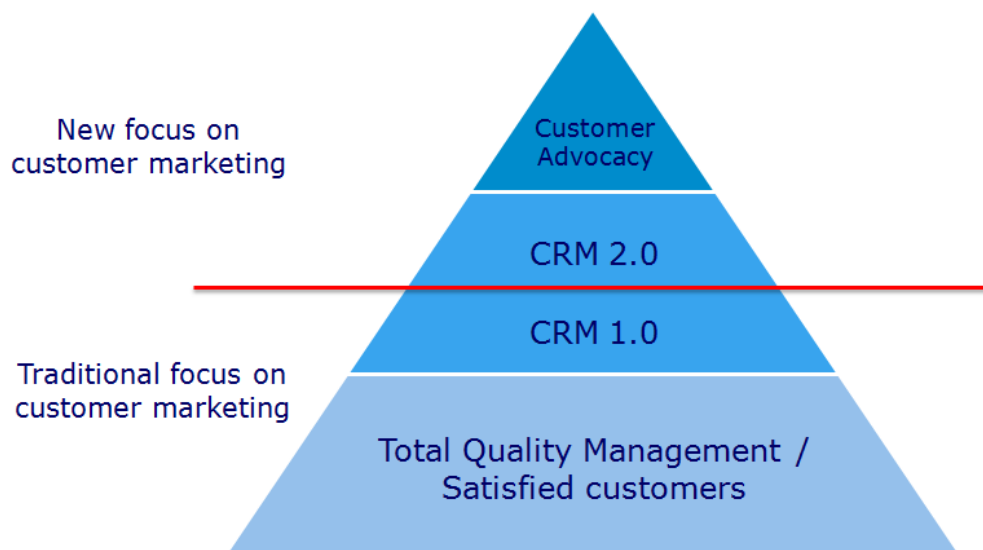 New focus on
customer marketing
Customer
Advocacy
CRM 2.0
CRM 1.0
Traditional focus on
customer marketing
Total Quality Management /
Satisfied customers